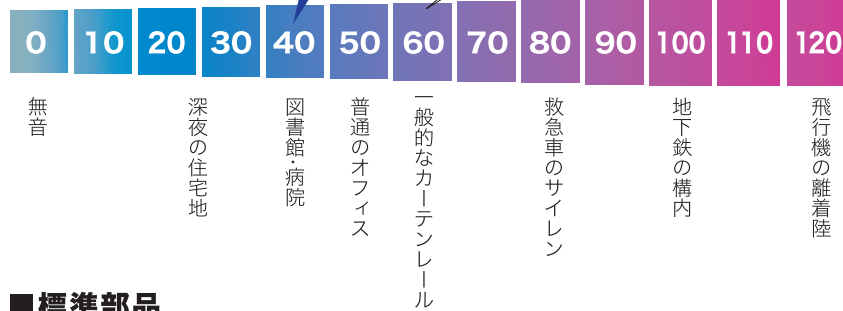 0 10 20 30 40 50 60 70 80 90 100 110 120
無音
深夜の住宅地
図書館・病院
普通のオフィス
一般的なカーテンレール
救急車のサイレン
地下鉄の構内
飛行機の離着陸
■標準部品